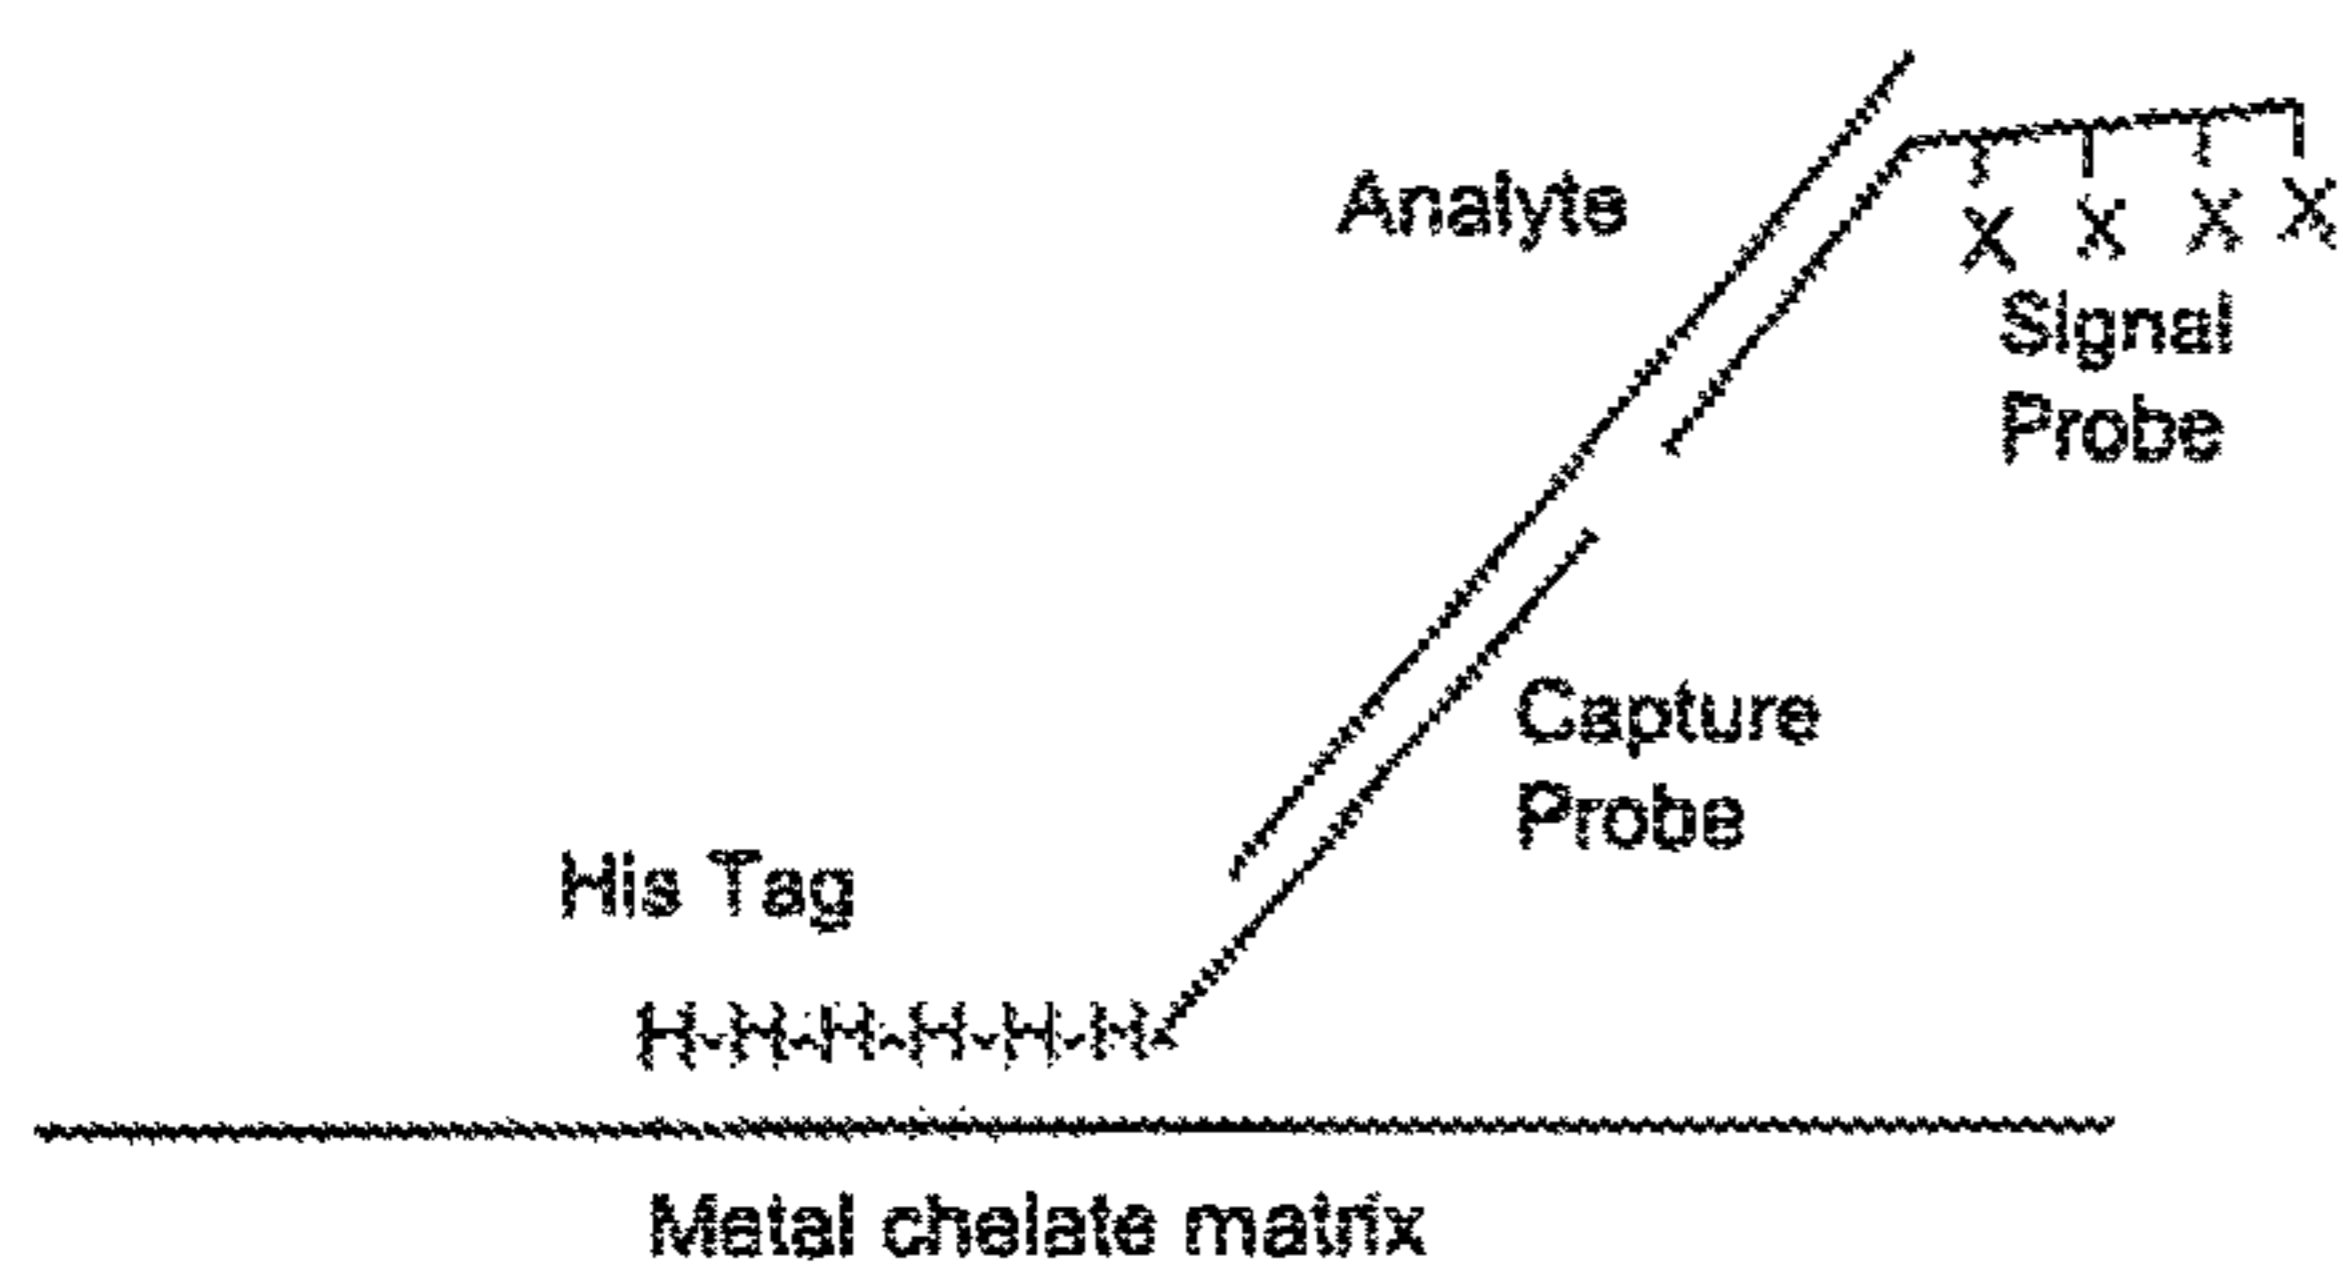 Analyte
X X X X
Signal
Probe
Capture
Probe
His Tag
H-H-H-H-H-H-
Metal chelate matrix